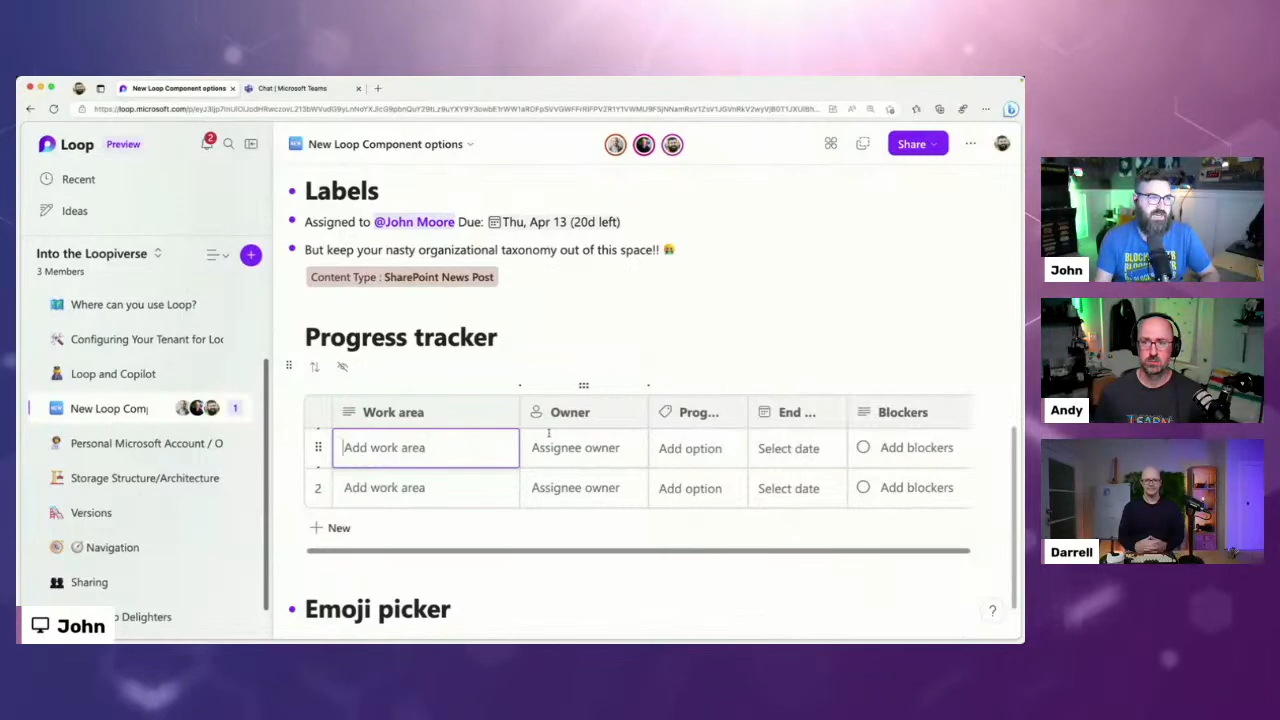 New Loop Component options
Chat | Microsoft Teams
Loop Preview
2
New Loop Component options
Share
Recent
Ideas
Into the Loopiverse
3 Members
Where can you use Loop?
Configuring Your Tenant for Loo
Loop and Copilot
New Loop Comp
1
Personal Microsoft Account / O
Storage Structure/Architecture
Versions
Navigation
Sharing
Delighters
Labels
Assigned to @John Moore Due: Thu, Apr 13 (20d left)
But keep your nasty organizational taxonomy out of this space!!
Content Type : SharePoint News Post
Progress tracker
Work area Owner Prog... End ... Blockers
Add work area Assignee owner Add option Select date Add blockers
2 Add work area Assignee owner Add option Select date Add blockers
New
Emoji picker
?
John
John
Andy
Darrell